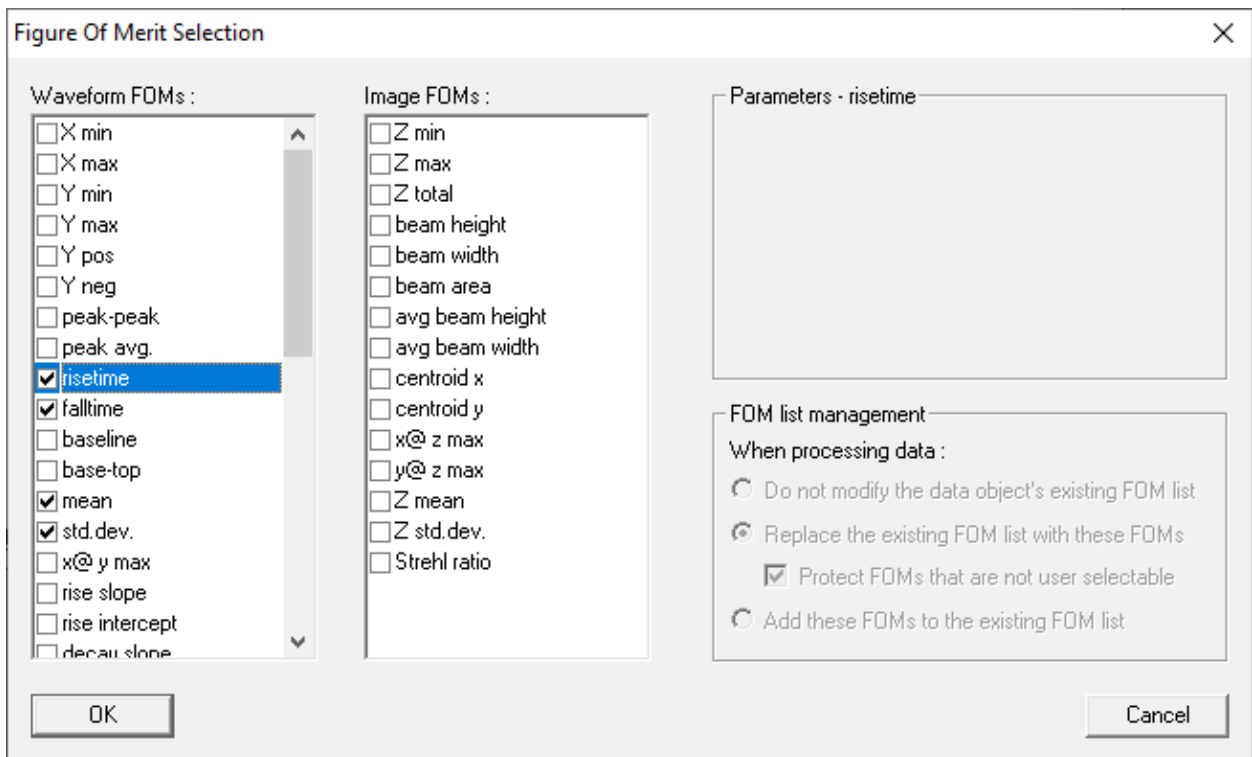 Figure Of Merit Selection
Waveform FOMs :
X min
X max
Y min
Y max
Y pos
Y neg
peak-peak
peak avg.
risetime
falltime
baseline
base-top
mean
std.dev.
x@ y max
rise slope
rise intercept
decay slope
Image FOMs :
Z min
Z max
Z total
beam height
beam width
beam area
avg beam height
avg beam width
centroid x
centroid y
x@ z max
y@ z max
Z mean
Z std.dev.
Strehl ratio
Parameters - risetime
FOM list management
When processing data :
Do not modify the data object's existing FOM list
Replace the existing FOM list with these FOMs
Protect FOMs that are not user selectable
Add these FOMs to the existing FOM list
OK
Cancel